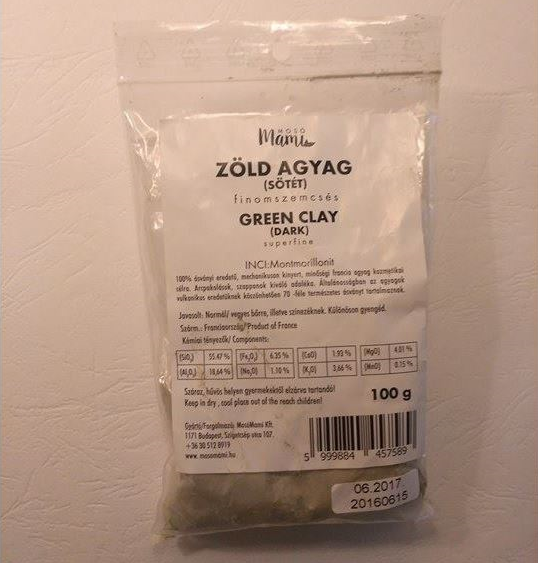 MOSÓ
Mami
ZÖLD AGYAG
(SÖTÉT)
finomszemcsés
GREEN CLAY
(DARK)
superfine
INCI:Montmorillonit
100% ásványi eredetű, mechanikusan kinyert, minőségi francia agyag kozmetikai
célra. Arcpakolások, szappanok kiváló adaléka. Általánosságban az agyagok
vulkanikus eredetüknek köszönhetően 70 -féle természetes ásványt tartalmaznak.
Javasolt: Normál/ vegyes bőrre, illetve színezéknek. Különösen gyengéd.
Szárm.: Franciaország/Product of France
Kémiai tényezők/ Components:
(SiO₂) 55.47 % (Fe₂O₃) 6.35 % (CaO) 1.93 % (MgO) 4.01 %
(Al₂O₃) 18,64 % (Na₂O) 1.10 % (K₂O) 3,66 % (MnO) 0.15 %
Száraz, hűvös helyen gyermekektől elzárva tartandó!
Keep in dry , cool place out of the reach children!
100 g
Gyártó/Forgalmazó: MosóMami Kft.
1171 Budapest, Szigetcsép utca 107.
+36 30 512 8919
www.mosomami.hu
5 999884 457589
06.2017
20160615